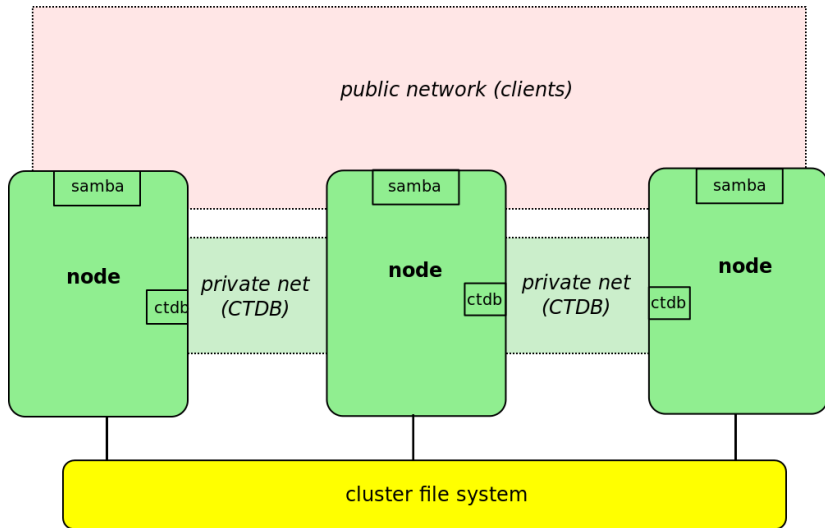 public network (clients)
samba
samba
samba
node
node
node
private net
(CTDB)
private net
(CTDB)
ctdb
ctdb
ctdb
cluster file system